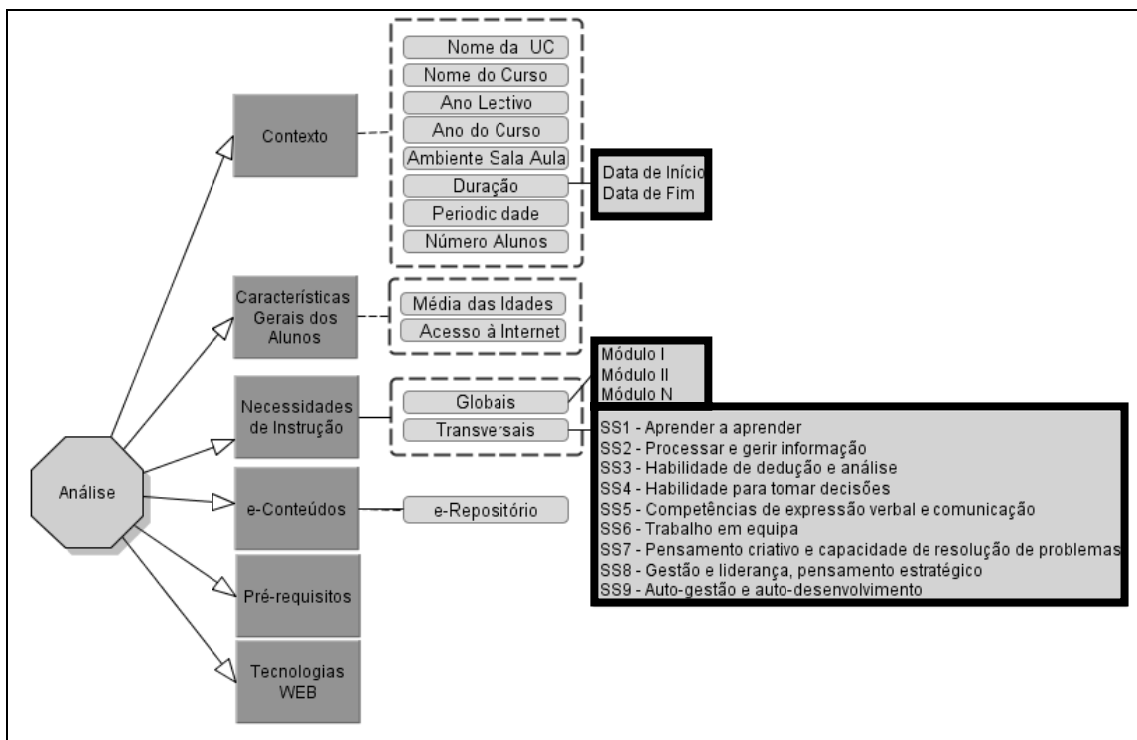 Análise
Contexto
Nome da UC
Nome do Curso
Ano Lectivo
Ano do Curso
Ambiente Sala Aula
Duração
Periodicidade
Número Alunos
Data de Início
Data de Fim
Características
Gerais dos
Alunos
Média das Idades
Acesso à Internet
Necessidades
de Instrução
Globais
Transversais
Módulo I
Módulo II
Módulo N
SS1 - Aprender a aprender
SS2 - Processar e gerir informação
SS3 - Habilidade de dedução e análise
SS4 - Habilidade para tomar decisões
SS5 - Competências de expressão verbal e comunicação
SS6 - Trabalho em equipa
SS7 - Pensamento criativo e capacidade de resolução de problemas
SS8 - Gestão e liderança, pensamento estratégico
SS9 - Auto-gestão e auto-desenvolvimento
e-Conteúdos
e-Repositório
Pré-requisitos
Tecnologias
WEB